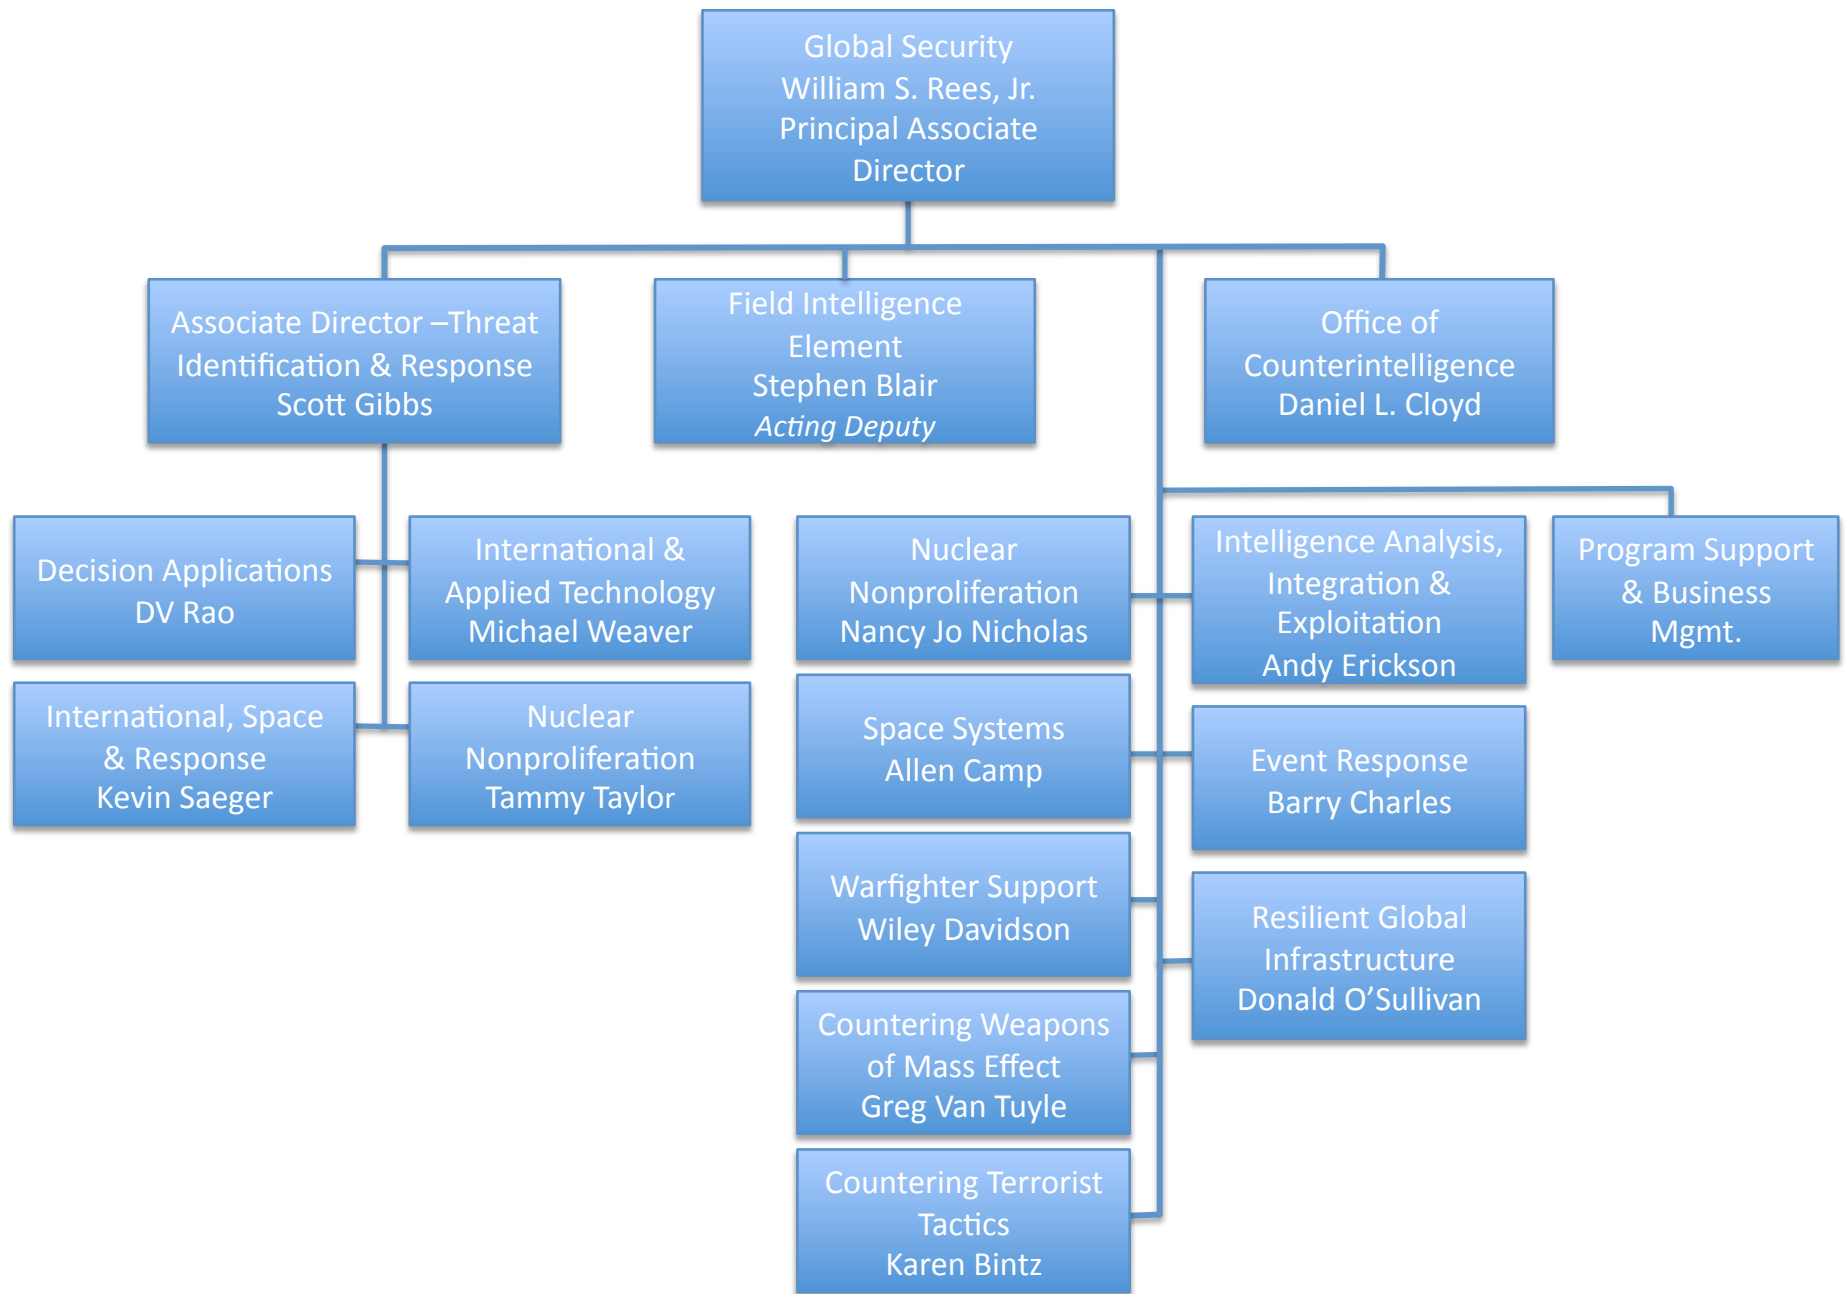 Global Security
William S. Rees, Jr.
Principal Associate
Director
Associate Director –Threat
Identification & Response
Scott Gibbs
Field Intelligence
Element
Stephen Blair
Acting Deputy
Office of
Counterintelligence
Daniel L. Cloyd
Decision Applications
DV Rao
International &
Applied Technology
Michael Weaver
International, Space
& Response
Kevin Saeger
Nuclear
Nonproliferation
Tammy Taylor
Nuclear
Nonproliferation
Nancy Jo Nicholas
Intelligence Analysis,
Integration &
Exploitation
Andy Erickson
Program Support
& Business
Mgmt.
Space Systems
Allen Camp
Event Response
Barry Charles
Warfighter Support
Wiley Davidson
Resilient Global
Infrastructure
Donald O’Sullivan
Countering Weapons
of Mass Effect
Greg Van Tuyle
Countering Terrorist
Tactics
Karen Bintz